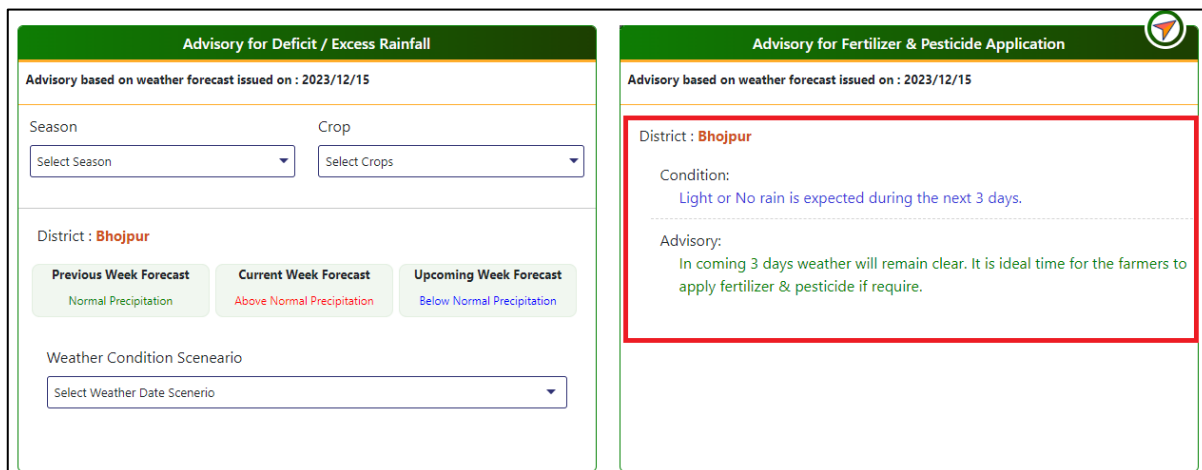 Advisory for Deficit / Excess Rainfall
Advisory based on weather forecast issued on : 2023/12/15
Season
Crop
Select Season
Select Crops
District : Bhojpur
Previous Week Forecast
Normal Precipitation
Current Week Forecast
Above Normal Precipitation
Upcoming Week Forecast
Below Normal Precipitation
Weather Condition Sceneario
Select Weather Date Scenerio
Advisory for Fertilizer & Pesticide Application
Advisory based on weather forecast issued on : 2023/12/15
District : Bhojpur
Condition:
Light or No rain is expected during the next 3 days.
Advisory:
In coming 3 days weather will remain clear. It is ideal time for the farmers to
apply fertilizer & pesticide if require.